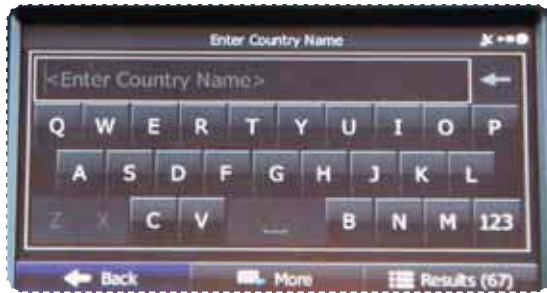 Enter Country Name
<Enter Country Name>
Q W E R T Y U I O P
A S D F G H J K L
Z X C V B N M 123
Back More Results (67)